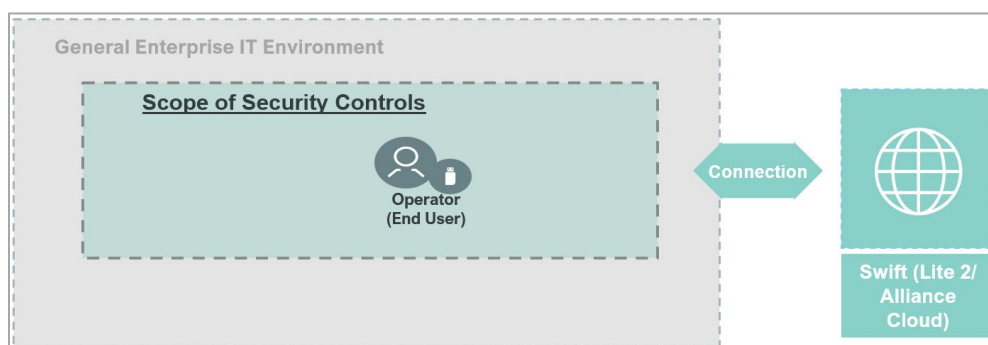 General Enterprise IT Environment
Scope of Security Controls
Operator
(End User)
Connection
Swift (Lite 2/
Alliance
Cloud)